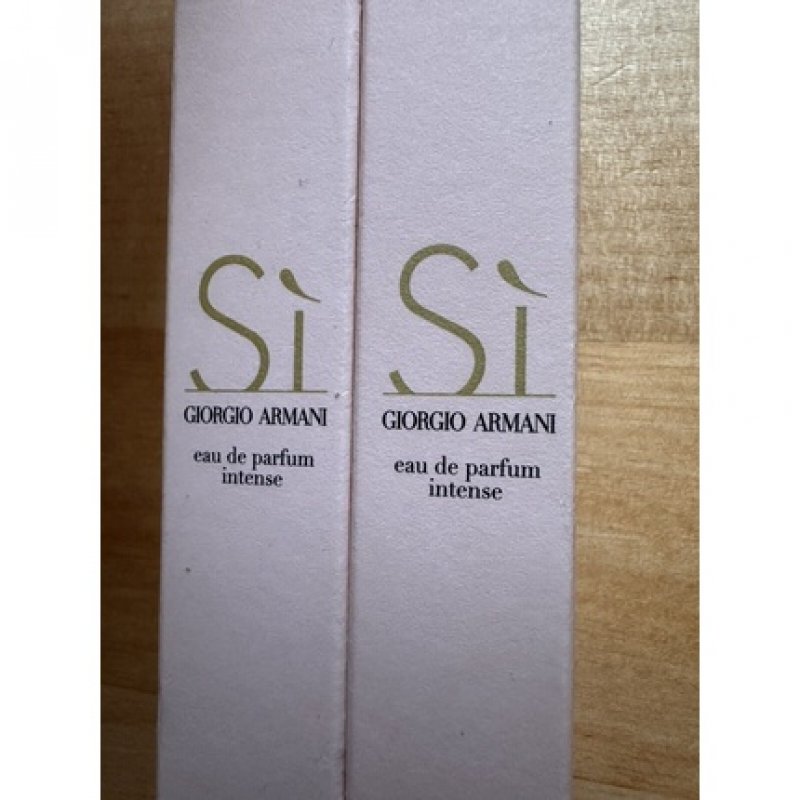 Sì
GIORGIO ARMANI
eau de parfum
intense
Sì
GIORGIO ARMANI
eau de parfum
intense